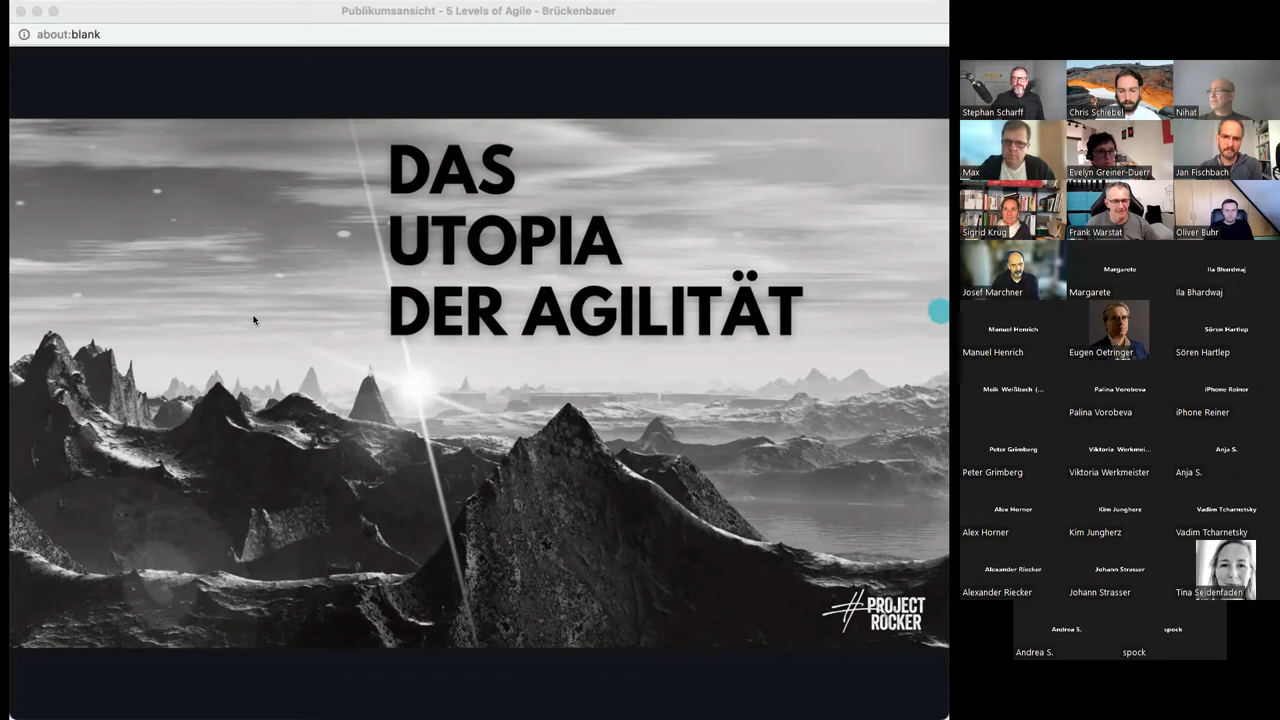 Publikumsansicht - 5 Levels of Agile - Brückenbauer
about:blank
DAS
UTOPIA
DER AGILITÄT
#PROJECT
ROCKER
Stephan Scharff
Chris Schiebel
Nihat
Max
Evelyn Greiner-Duerr
Jan Fischbach
Sigrid Krug
Frank Warstat
Oliver Buhr
Josef Marchner
Margarete
Margarete
Ila Bhardwaj
Ila Bhardwaj
Manuel Henrich
Manuel Henrich
Eugen Oetringer
Sören Hartlep
Sören Hartlep
Meik Weißbach (...
Palina Vorobeva
Palina Vorobeva
iPhone Reiner
iPhone Reiner
Peter Grimberg
Peter Grimberg
Viktoria Werkmei...
Viktoria Werkmeister
Anja S.
Anja S.
Alex Horner
Alex Horner
Kim Jungherz
Kim Jungherz
Vadim Tcharnetsky
Vadim Tcharnetsky
Alexander Riecker
Alexander Riecker
Johann Strasser
Johann Strasser
Tina Seidenfaden
Andrea S.
Andrea S.
spock
spock